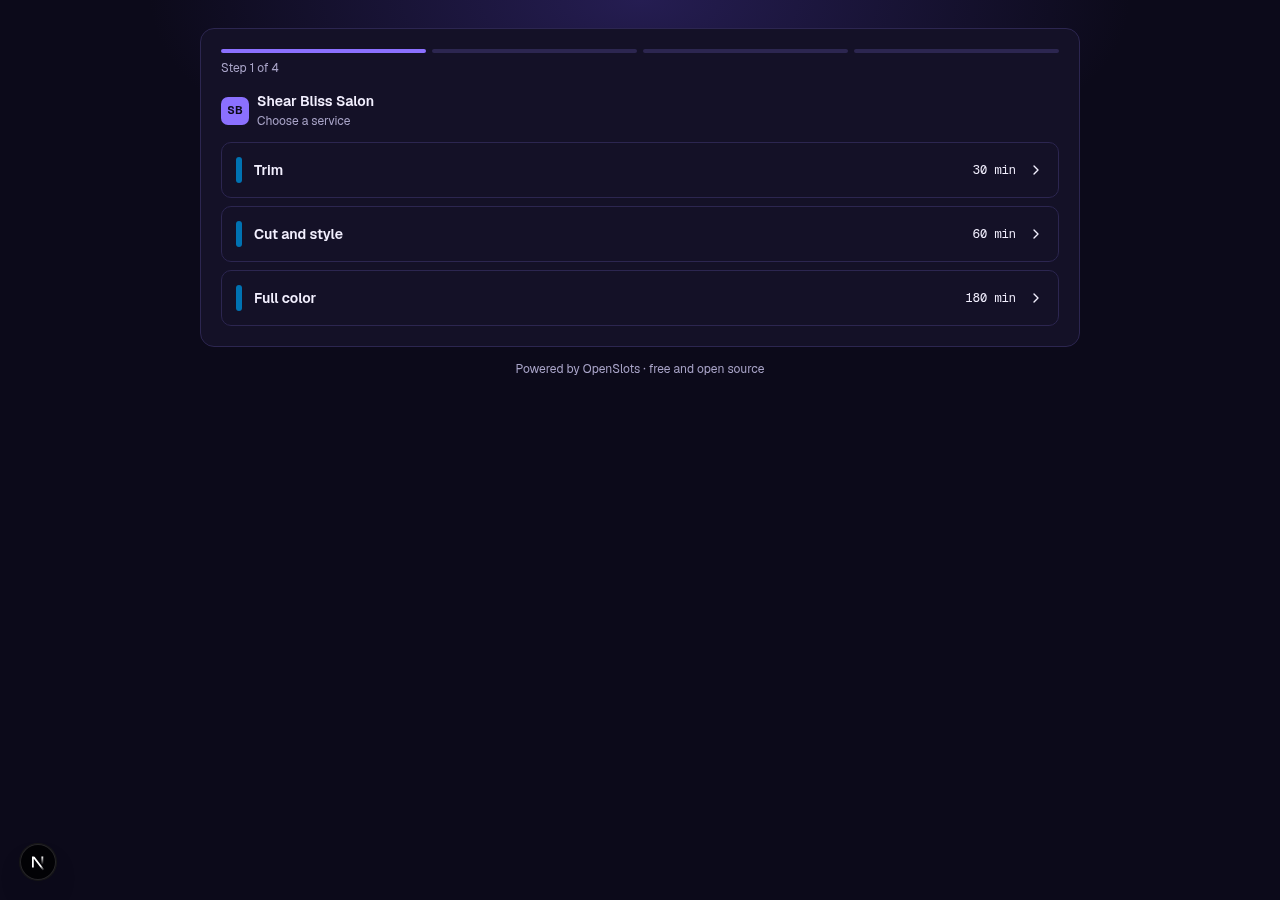 Step 1 of 4
SB
Shear Bliss Salon
Choose a service
Trim 30 min
Cut and style 60 min
Full color 180 min
Powered by OpenSlots · free and open source
N